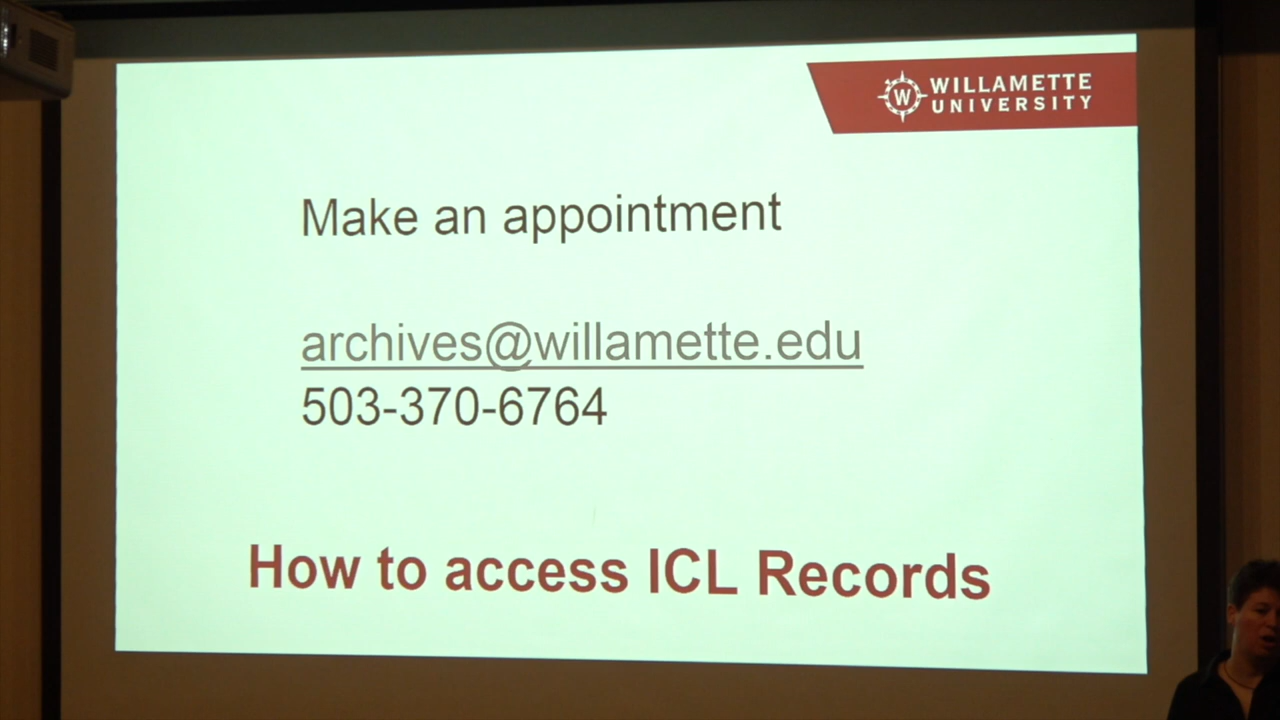 W WILLAMETTE
UNIVERSITY
Make an appointment
archives@willamette.edu
503-370-6764
How to access ICL Records